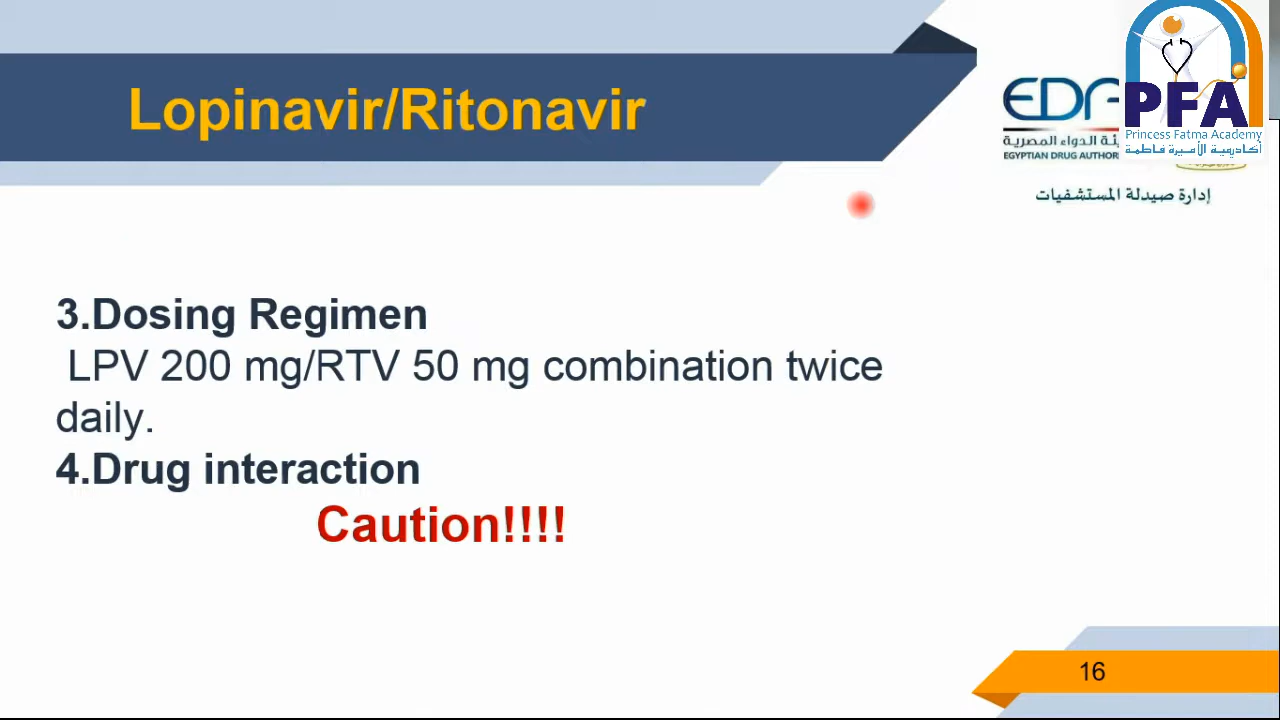 Lopinavir/Ritonavir
PFA
Princess Fatma Academy
أكاديمية الأميرة فاطمة
هيئة الدواء المصرية
EGYPTIAN DRUG AUTHOR
إدارة صيدلة المستشفيات
3.Dosing Regimen
LPV 200 mg/RTV 50 mg combination twice
daily.
4.Drug interaction
Caution!!!!
16